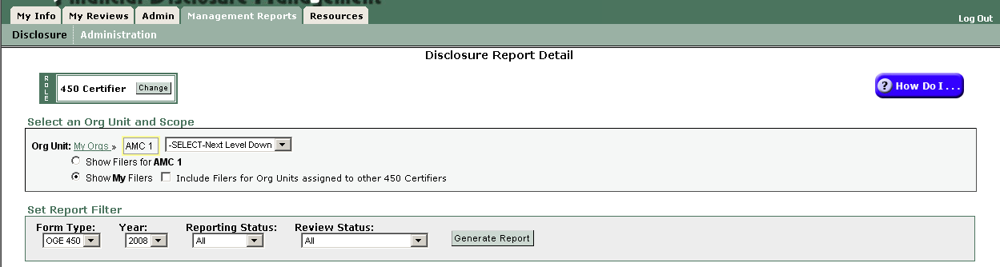 Financial Disclosure Management
My Info My Reviews Admin Management Reports Resources
Log Out
Disclosure Administration
Disclosure Report Detail
ROLE
450 Certifier Change
? How Do I...
Select an Org Unit and Scope
Org Unit: My Orgs » AMC 1 -SELECT-Next Level Down
Show Filers for AMC 1
Show My Filers Include Filers for Org Units assigned to other 450 Certifiers
Set Report Filter
Form Type: Year: Reporting Status: Review Status:
OGE 450 2008 All All Generate Report